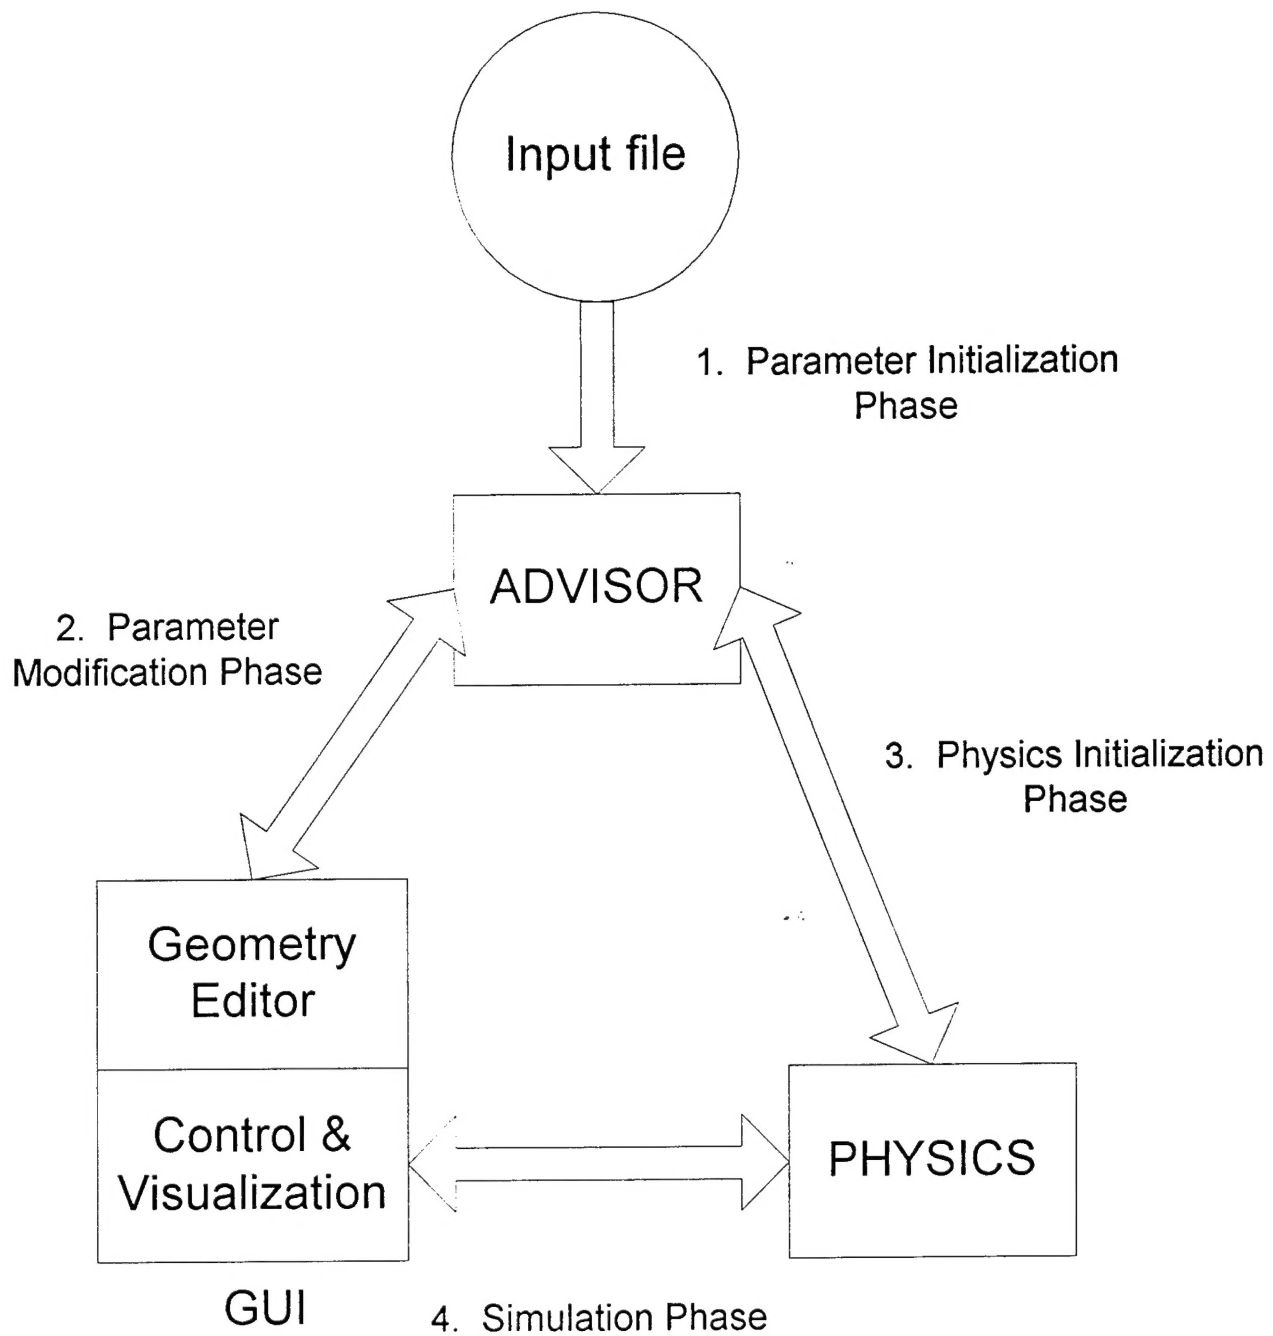 Input file
1. Parameter Initialization
Phase
ADVISOR
2. Parameter
Modification Phase
3. Physics Initialization
Phase
Geometry
Editor
Control &
Visualization
PHYSICS
GUI
4. Simulation Phase